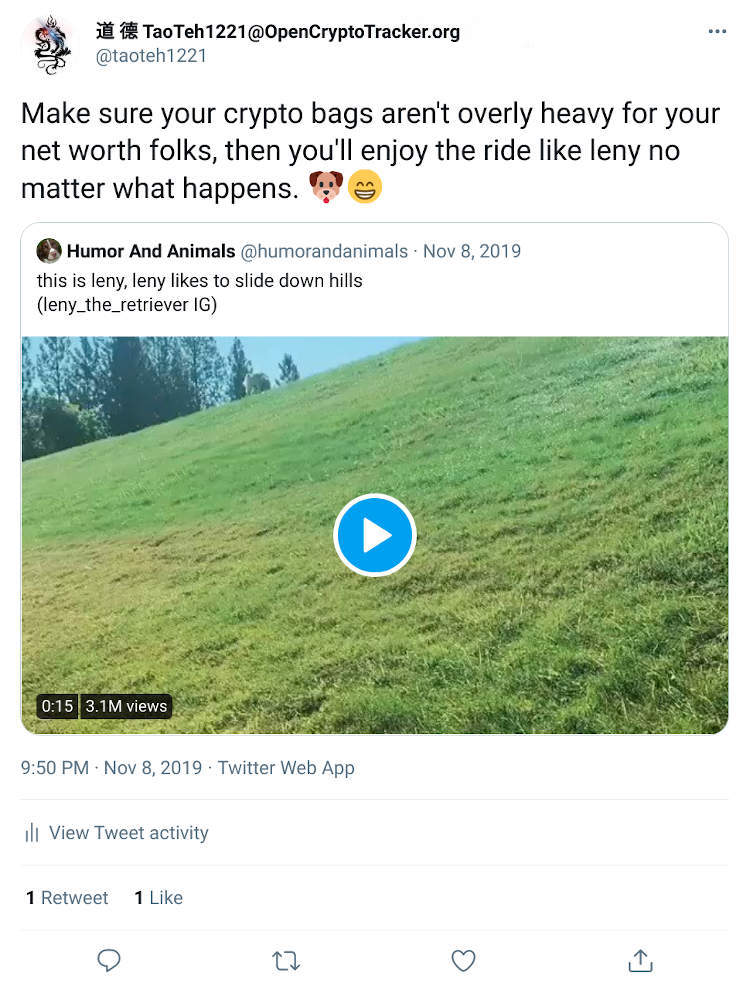 道 德 TaoTeh1221@OpenCryptoTracker.org
@taoteh1221
Make sure your crypto bags aren't overly heavy for your
net worth folks, then you'll enjoy the ride like leny no
matter what happens. 🐶😁
Humor And Animals @humorandanimals · Nov 8, 2019
this is leny, leny likes to slide down hills
(leny_the_retriever IG)
0:15 3.1M views
9:50 PM · Nov 8, 2019 · Twitter Web App
View Tweet activity
1 Retweet 1 Like